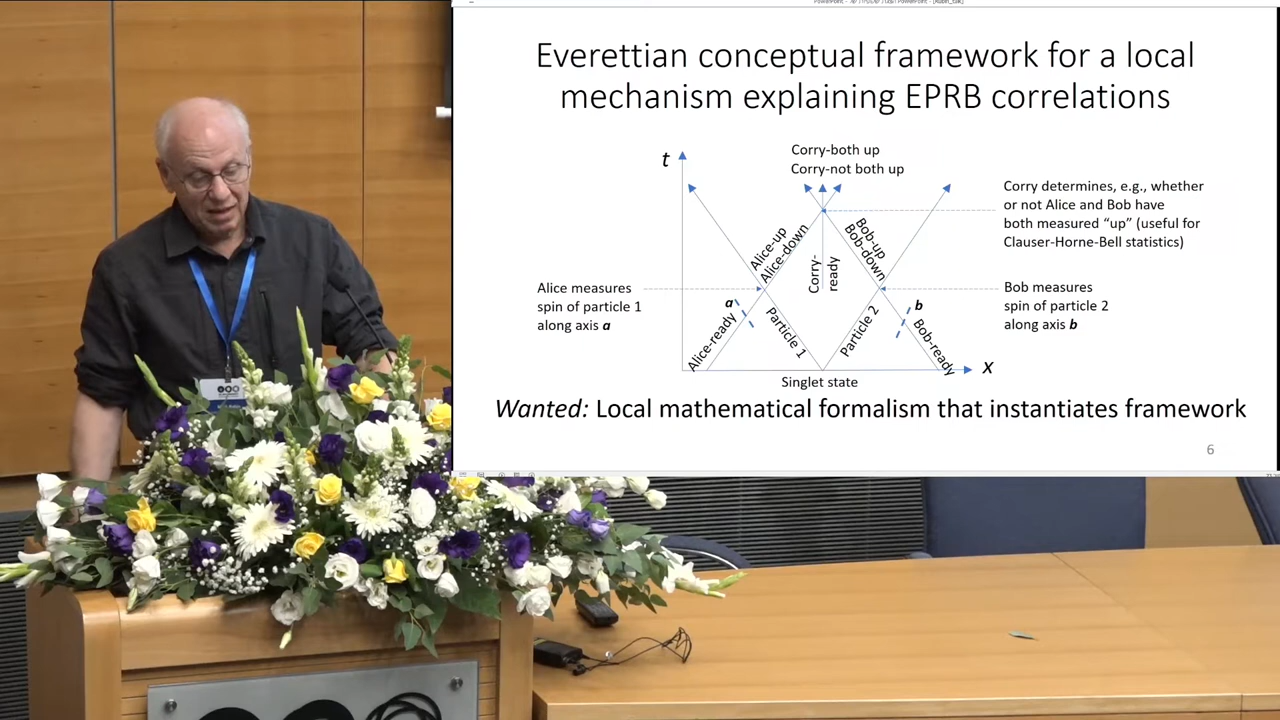 Everettian conceptual framework for a local
mechanism explaining EPRB correlations
t
Corry-both up
Corry-not both up
Corry determines, e.g., whether
or not Alice and Bob have
both measured “up” (useful for
Clauser-Horne-Bell statistics)
Alice-up
Alice-down
Bob-up
Bob-down
Corry-
ready
Alice measures
spin of particle 1
along axis a
Bob measures
spin of particle 2
along axis b
a
b
Alice-ready
Particle 1
Particle 2
Bob-ready
x
Singlet state
Wanted: Local mathematical formalism that instantiates framework
6